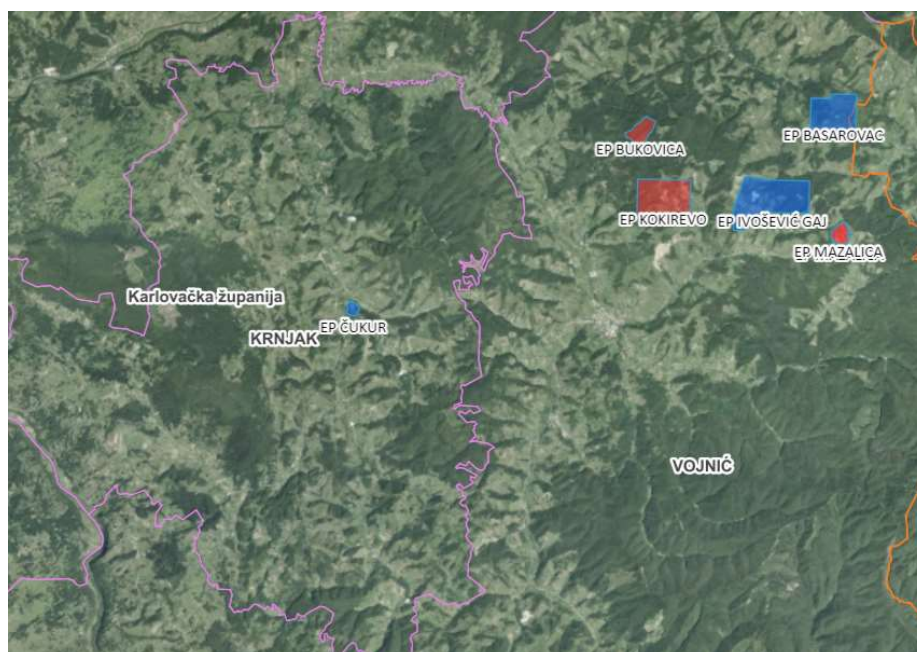 EP BUKOVICA
EP BASAROVAC
EP KOKIREVO
EP IVOŠEVIĆ GAJ
EP MAZALICA
Karlovačka županija
EP ČUKUR
KRNJAK
VOJNIĆ